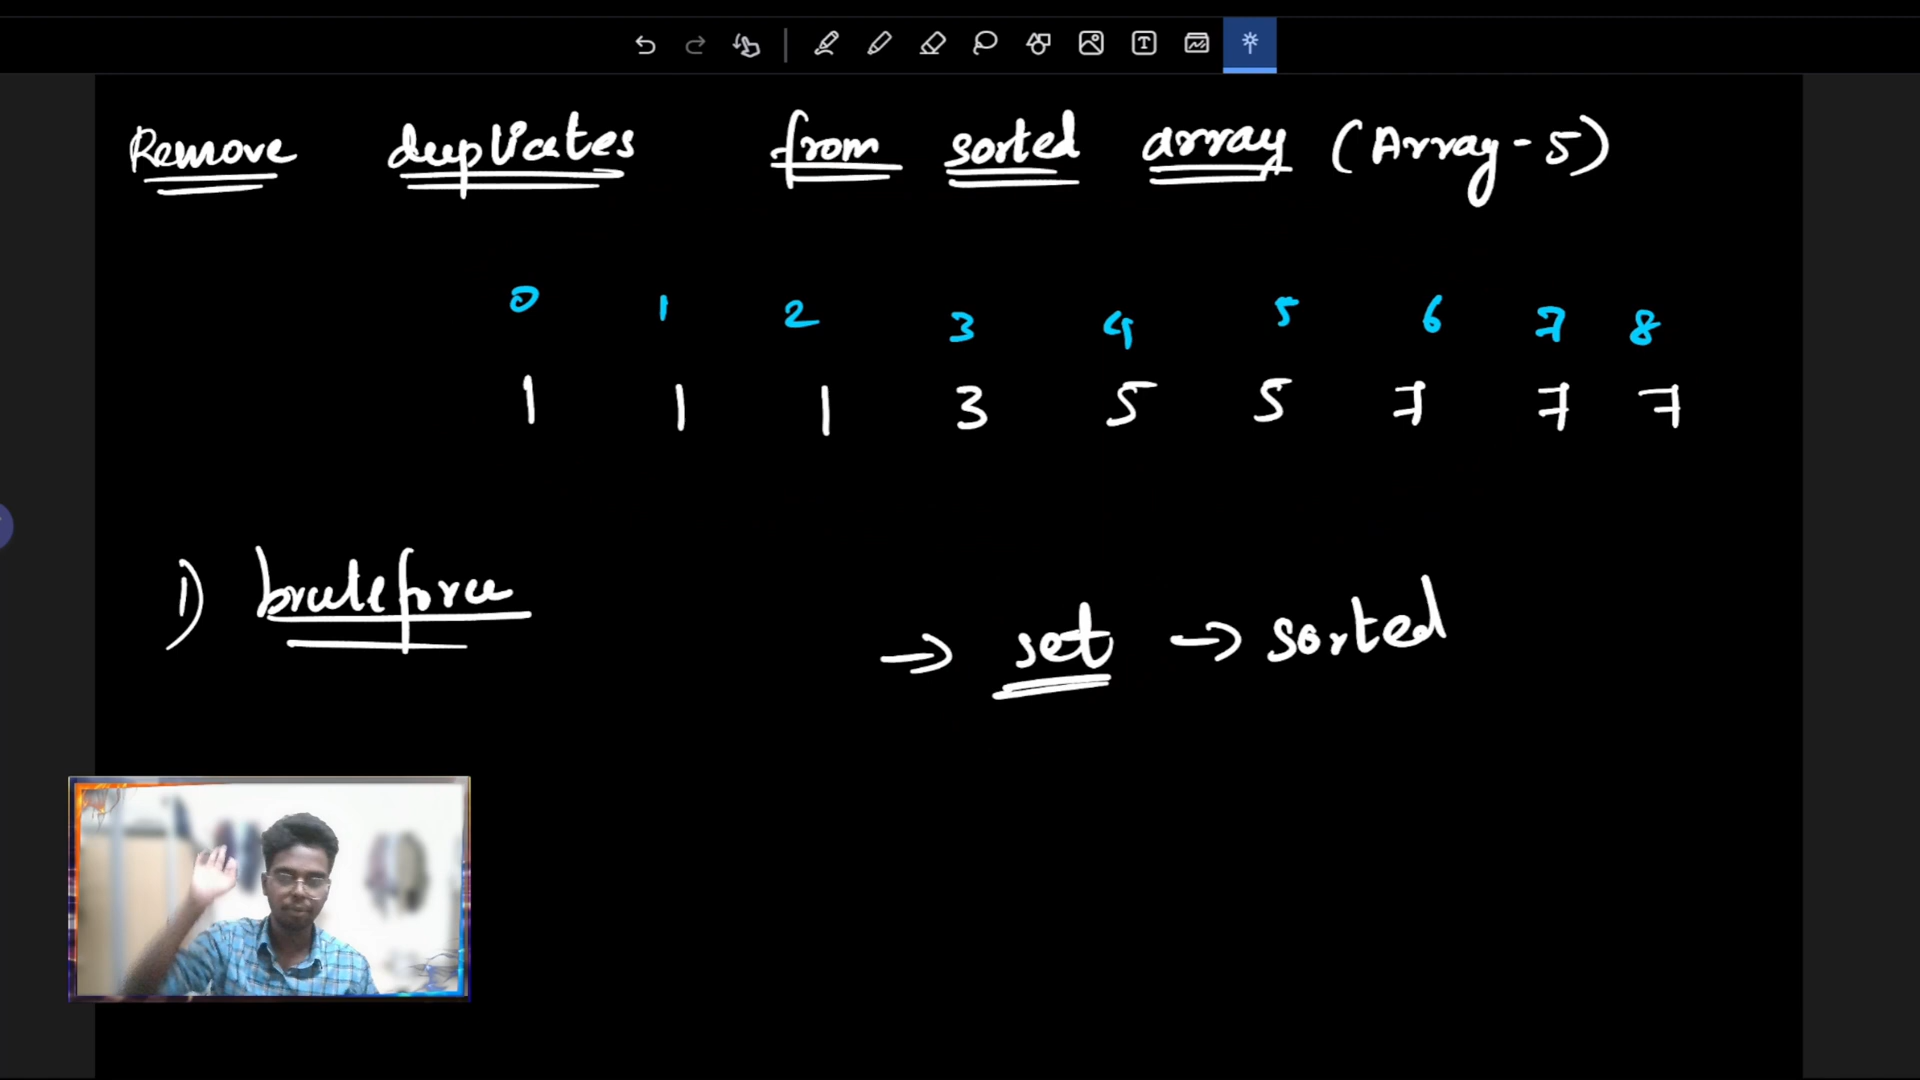 Remove duplicates from sorted array (Array-5)
0 1 2 3 4 5 6 7 8
1 1 1 3 5 5 7 7 7
1) bruteforce
→ set → sorted